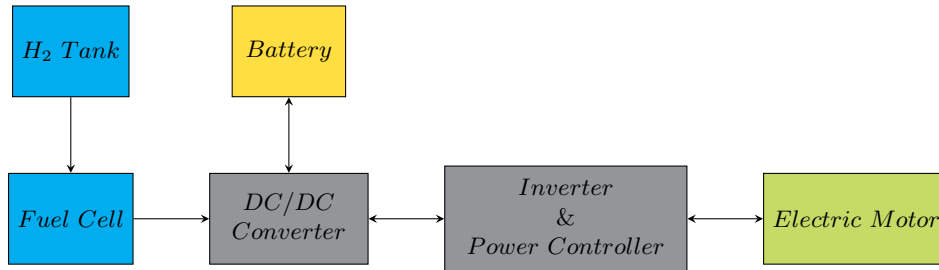 H₂ Tank
Battery
Fuel Cell
DC/DC
Converter
Inverter
&
Power Controller
Electric Motor